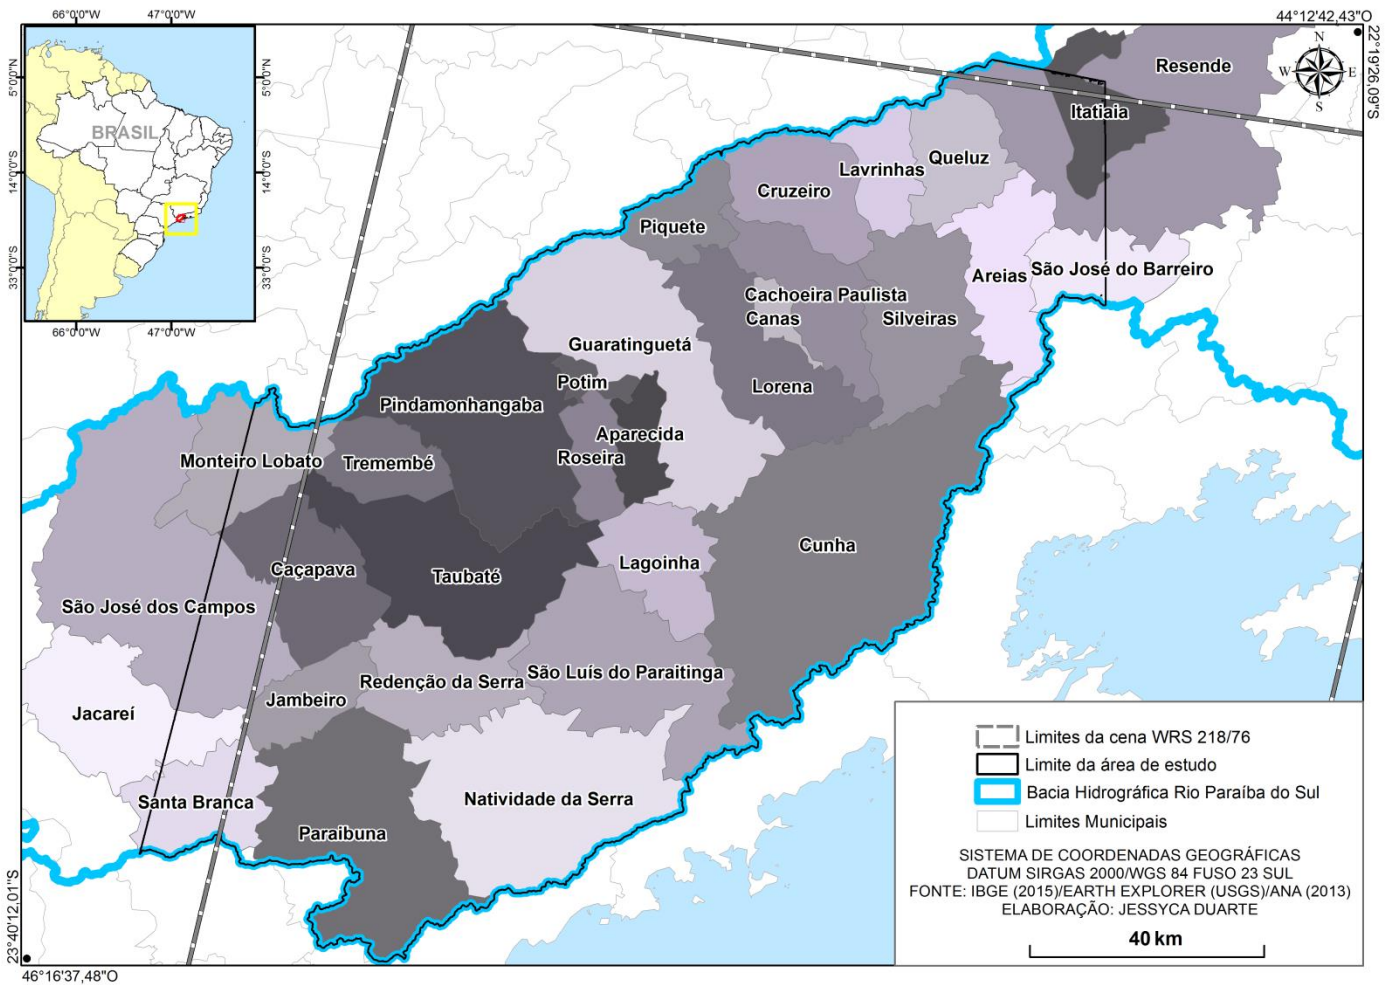 66°0'0"W
47°0'0"W
44°12'42,43"O
5°0'0"N
5°0'0"N
BRASIL
14°0'0"S
14°0'0"S
33°0'0"S
33°0'0"S
66°0'0"W
47°0'0"W
N
W
E
S
22°19'26,09"S
Resende
Itatiaia
Queluz
Lavrinhas
Cruzeiro
Piquete
São José do Barreiro
Areias
Cachoeira Paulista
Canas
Silveiras
Guaratinguetá
Potim
Lorena
Pindamonhangaba
Aparecida
Roseira
Monteiro Lobato
Tremembé
Cunha
Lagoinha
Caçapava
Taubaté
São José dos Campos
São Luís do Paraitinga
Redenção da Serra
Jambeiro
Jacareí
Natividade da Serra
Santa Branca
Paraibuna
Limites da cena WRS 218/76
Limite da área de estudo
Bacia Hidrográfica Rio Paraíba do Sul
Limites Municipais
SISTEMA DE COORDENADAS GEOGRÁFICAS
DATUM SIRGAS 2000/WGS 84 FUSO 23 SUL
FONTE: IBGE (2015)/EARTH EXPLORER (USGS)/ANA (2013)
ELABORAÇÃO: JESSYCA DUARTE
40 km
23°40'12,01"S
46°16'37,48"O